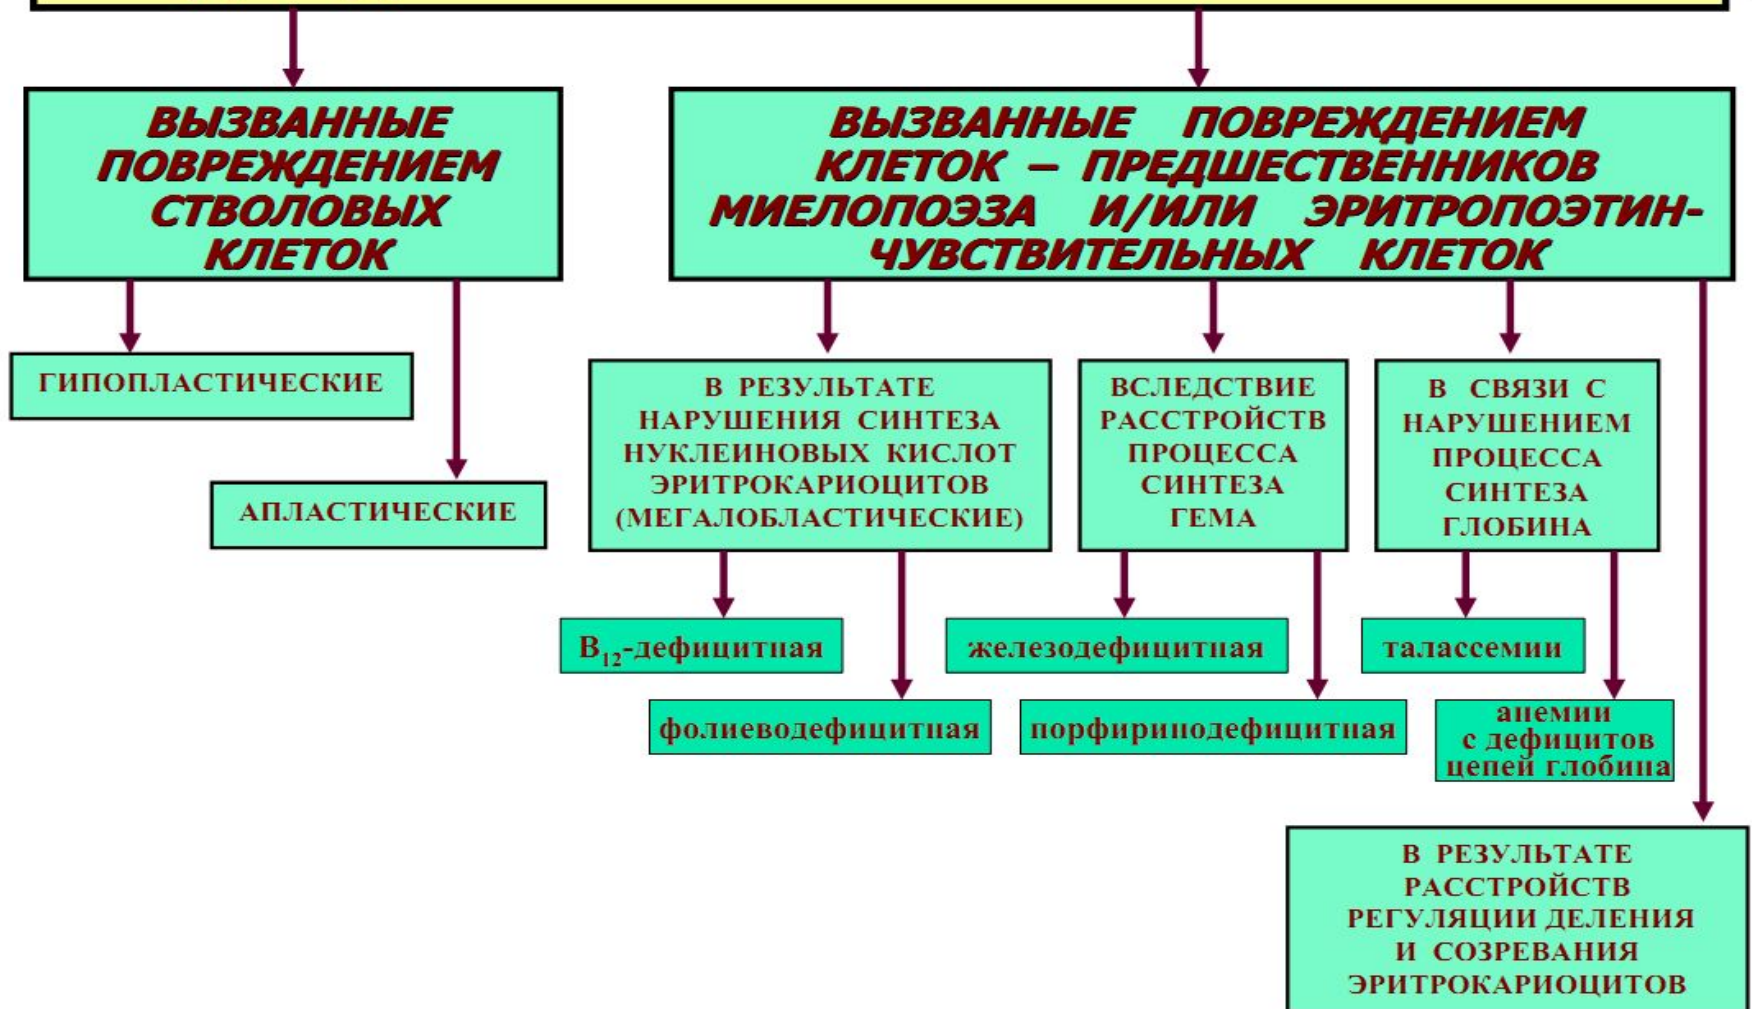 ВЫЗВАННЫЕ
ПОВРЕЖДЕНИЕМ
СТВОЛОВЫХ
КЛЕТОК
ВЫЗВАННЫЕ ПОВРЕЖДЕНИЕМ
КЛЕТОК – ПРЕДШЕСТВЕННИКОВ
МИЕЛОПОЭЗА И/ИЛИ ЭРИТРОПОЭТИН-
ЧУВСТВИТЕЛЬНЫХ КЛЕТОК
ГИПОПЛАСТИЧЕСКИЕ
АПЛАСТИЧЕСКИЕ
В РЕЗУЛЬТАТЕ
НАРУШЕНИЯ СИНТЕЗА
НУКЛЕИНОВЫХ КИСЛОТ
ЭРИТРОКАРИОЦИТОВ
(МЕГАЛОБЛАСТИЧЕСКИЕ)
ВСЛЕДСТВИЕ
РАССТРОЙСТВ
ПРОЦЕССА
СИНТЕЗА
ГЕМА
В СВЯЗИ С
НАРУШЕНИЕМ
ПРОЦЕССА
СИНТЕЗА
ГЛОБИНА
В₁₂-дефицитная
железодефицитная
талассемии
фолиеводефицитная
порфиринодефицитная
анемии
с дефицитов
цепей глобина
В РЕЗУЛЬТАТЕ
РАССТРОЙСТВ
РЕГУЛЯЦИИ ДЕЛЕНИЯ
И СОЗРЕВАНИЯ
ЭРИТРОКАРИОЦИТОВ